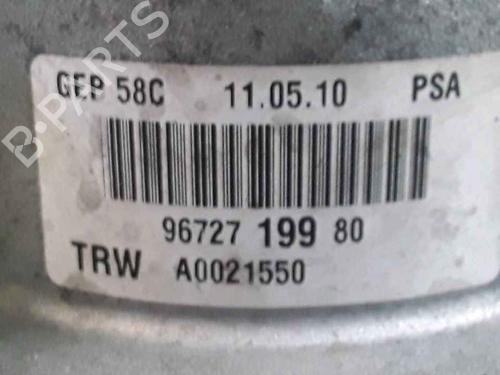 GEP 58C 11.05.10 PSA
96727 199 80
TRW A0021550
B-PARTS